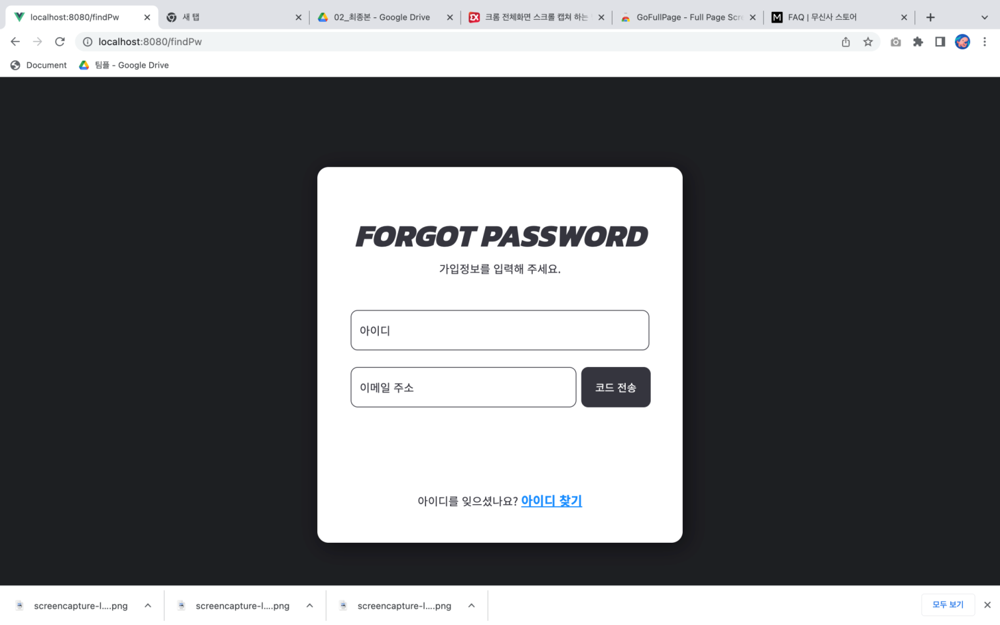 localhost:8080/findPw
새 탭
02_최종본 - Google Drive
크롬 전체화면 스크롤 캡쳐 하는
GoFullPage - Full Page Scre
FAQ | 무신사 스토어
localhost:8080/findPw
Document
팀플 - Google Drive
FORGOT PASSWORD
가입정보를 입력해 주세요.
아이디
이메일 주소
코드 전송
아이디를 잊으셨나요? 아이디 찾기
screencapture-l....png
screencapture-l....png
screencapture-l....png
모두 보기